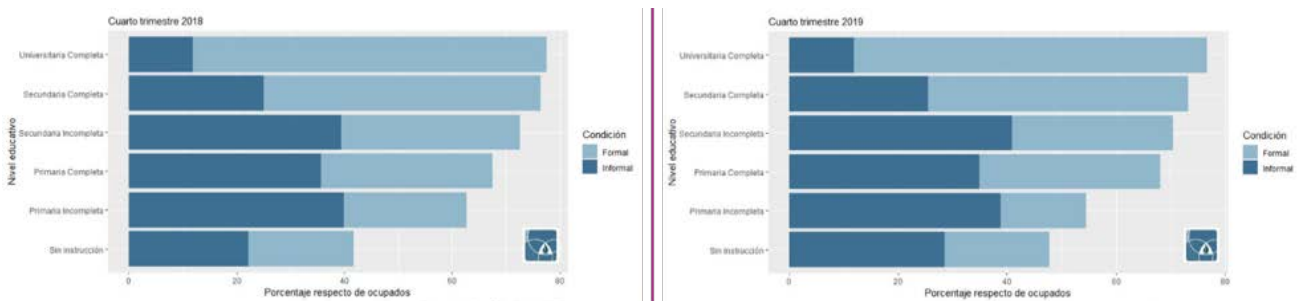 Cuarto trimestre 2018
Nivel educativo
Universitaria Completa
Secundaria Completa
Secundaria Incompleta
Primaria Completa
Primaria Incompleta
Sin instrucción
0 20 40 60 80
Porcentaje respecto de ocupados
Condición
Formal
Informal
Cuarto trimestre 2019
Nivel educativo
Universitaria Completa
Secundaria Completa
Secundaria Incompleta
Primaria Completa
Primaria Incompleta
Sin instrucción
0 20 40 60 80
Porcentaje respecto de ocupados
Condición
Formal
Informal